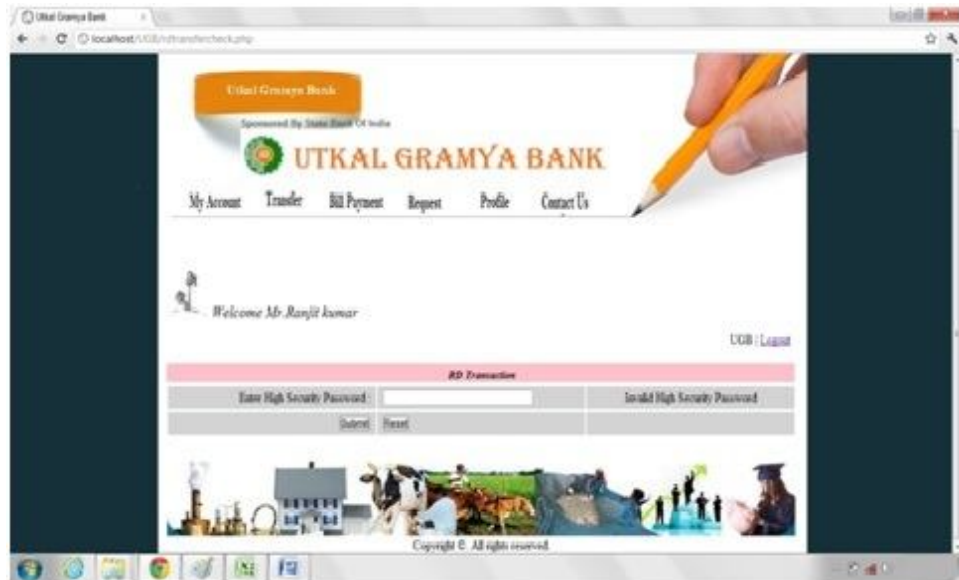 Utkal Gramya Bank
localhost/UGB/rdtransfercheck.php
Utkal Gramya Bank
Sponsored By State Bank Of India
UTKAL GRAMYA BANK
My Account Transfer Bill Payment Request Profile Contact Us
Welcome Mr.Ranjit kumar
UGB | Logout
RD Transaction
Enter High Security Password Invalid High Security Password
Submit Reset
Copyright © All rights reserved.